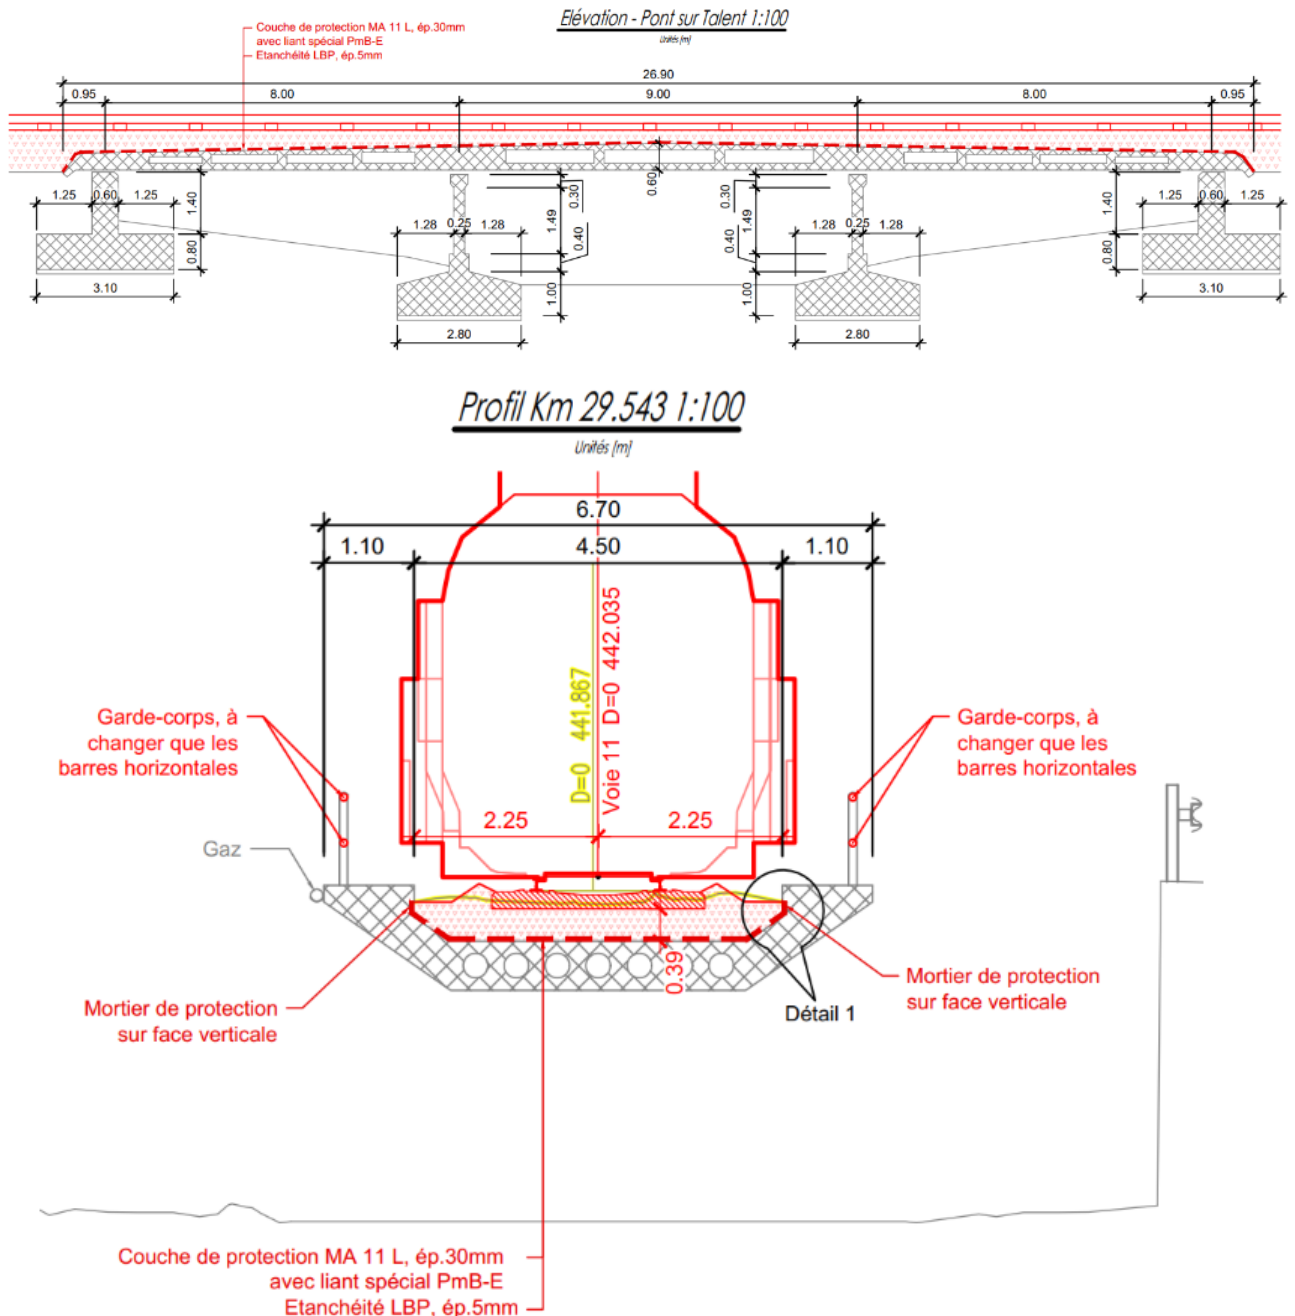 Elévation - Pont sur Talent 1:100
Unités [m]
Couche de protection MA 11 L, ép.30mm
avec liant spécial PmB-E
Etanchéité LBP, ép.5mm
26.90
0.95 8.00 9.00 8.00 0.95
1.25 0.60 1.25
1.40
0.80
3.10
1.28 0.25 1.28
0.30
1.49
0.40
1.00
2.80
0.60
0.30
1.49
0.40
1.00
1.28 0.25 1.28
2.80
1.40
0.80
1.25 0.60 1.25
3.10
Profil Km 29.543 1:100
Unités [m]
6.70
1.10 4.50 1.10
D=0 441.867
Voie 11 D=0 442.035
Garde-corps, à
changer que les
barres horizontales
Garde-corps, à
changer que les
barres horizontales
2.25 2.25
Gaz
0.39
Mortier de protection
sur face verticale
Mortier de protection
sur face verticale
Détail 1
Couche de protection MA 11 L, ép.30mm
avec liant spécial PmB-E
Etanchéité LBP, ép.5mm